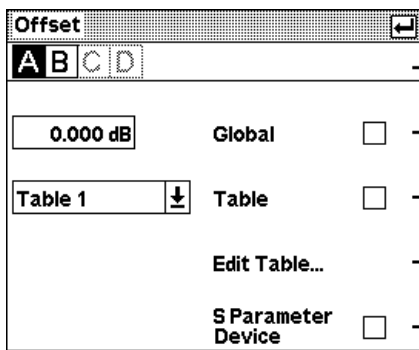 Offset
A B C D
0.000 dB
Global
Table 1
Table
Edit Table...
S Parameter
Device